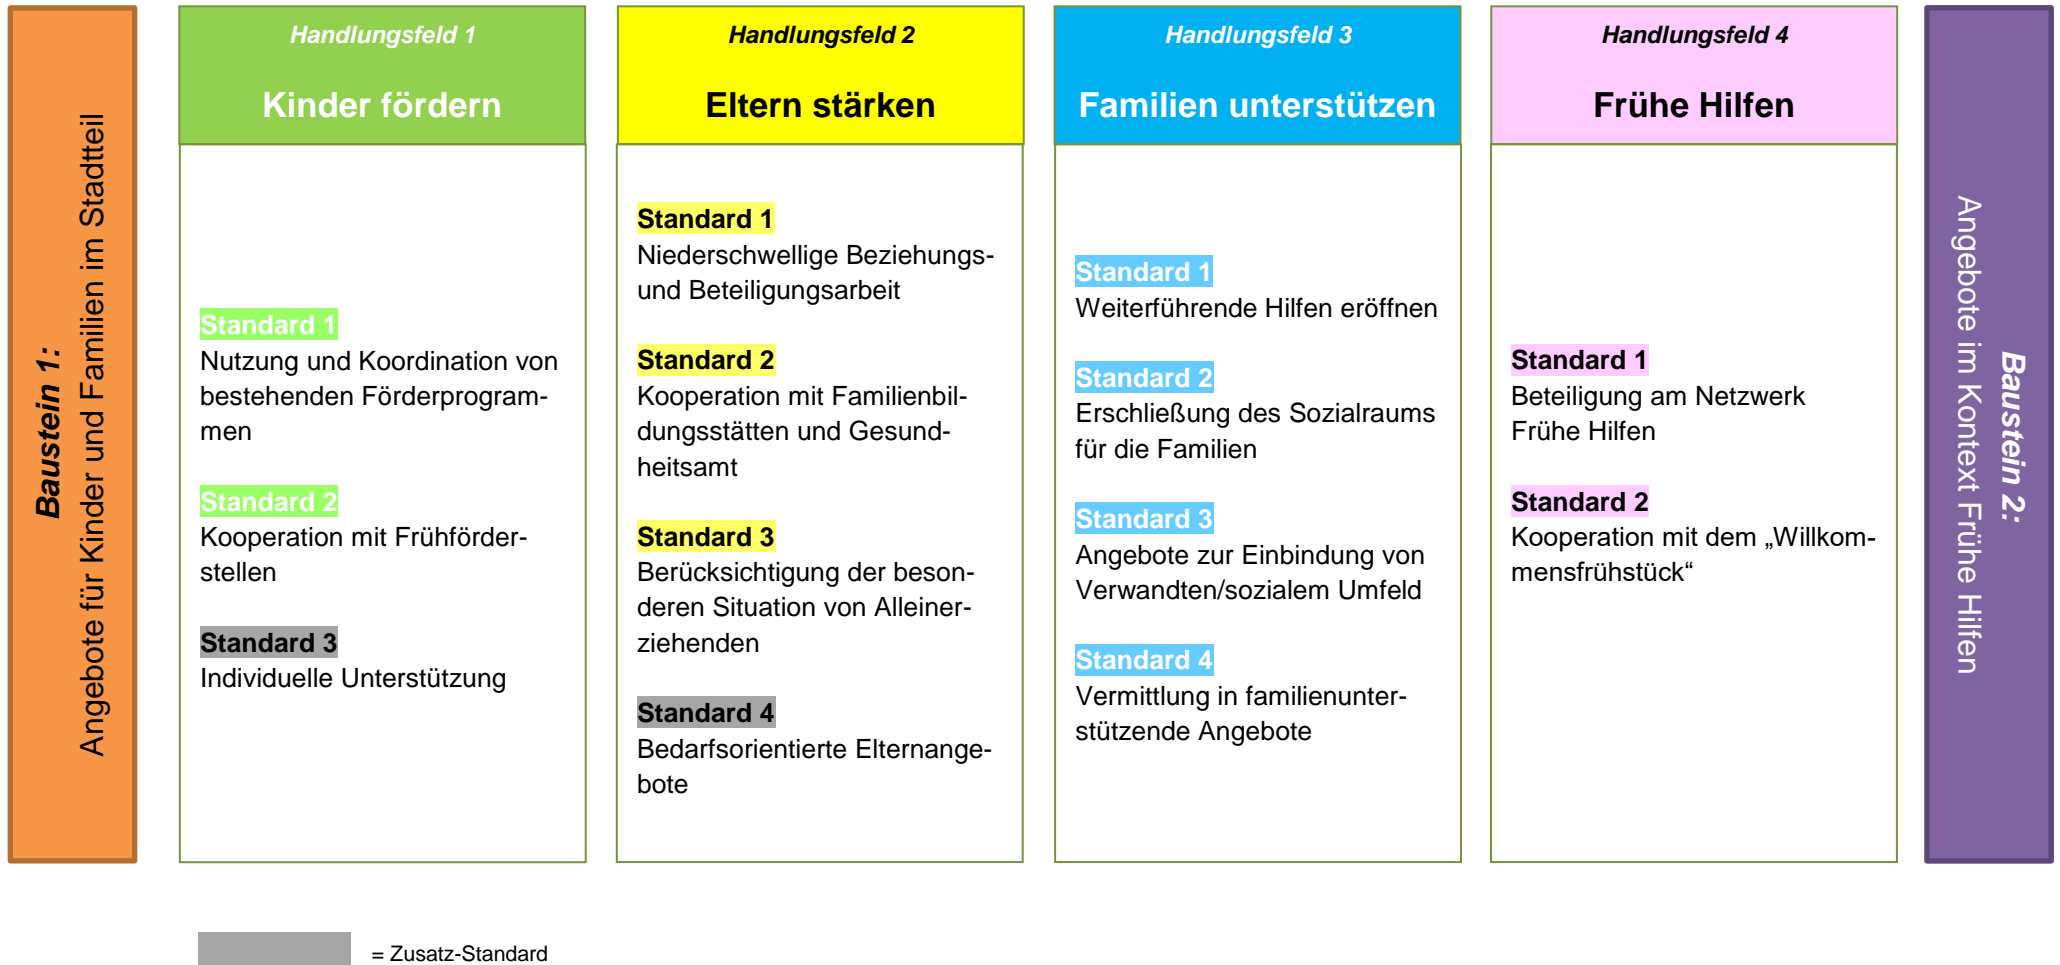 Baustein 1:
Angebote für Kinder und Familien im Stadtteil
Handlungsfeld 1
Kinder fördern
Standard 1
Nutzung und Koordination von
bestehenden Förderprogram-
men
Standard 2
Kooperation mit Frühförder-
stellen
Standard 3
Individuelle Unterstützung
Handlungsfeld 2
Eltern stärken
Standard 1
Niederschwellige Beziehungs-
und Beteiligungsarbeit
Standard 2
Kooperation mit Familienbil-
dungsstätten und Gesund-
heitsamt
Standard 3
Berücksichtigung der beson-
deren Situation von Alleiner-
ziehenden
Standard 4
Bedarfsorientierte Elternange-
bote
Handlungsfeld 3
Familien unterstützen
Standard 1
Weiterführende Hilfen eröffnen
Standard 2
Erschließung des Sozialraums
für die Familien
Standard 3
Angebote zur Einbindung von
Verwandten/sozialem Umfeld
Standard 4
Vermittlung in familienunter-
stützende Angebote
Handlungsfeld 4
Frühe Hilfen
Standard 1
Beteiligung am Netzwerk
Frühe Hilfen
Standard 2
Kooperation mit dem „Willkom-
mensfrühstück“
Baustein 2:
Angebote im Kontext Frühe Hilfen
= Zusatz-Standard